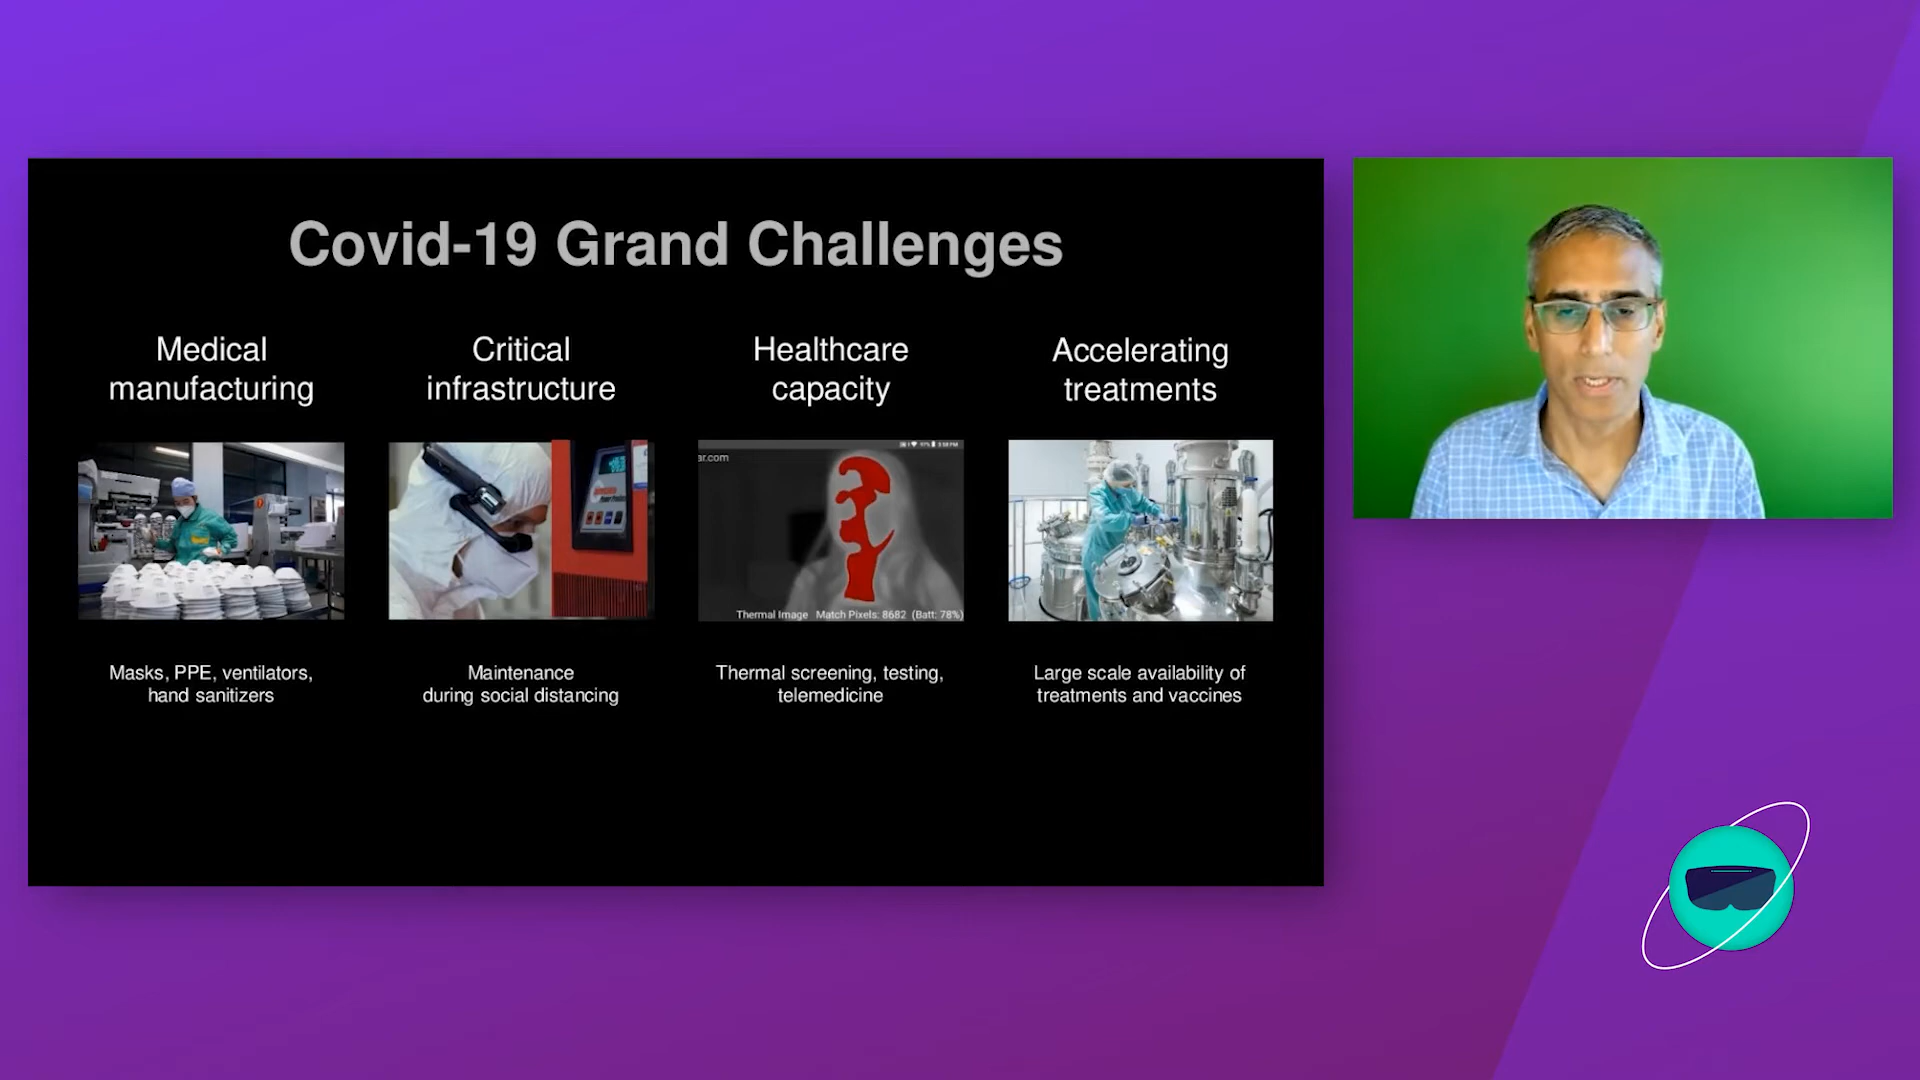 Covid-19 Grand Challenges
Medical
manufacturing
Critical
infrastructure
Healthcare
capacity
Accelerating
treatments
ar.com
Thermal Image Match Pixels: 8682 (Batt: 78%)
Masks, PPE, ventilators,
hand sanitizers
Maintenance
during social distancing
Thermal screening, testing,
telemedicine
Large scale availability of
treatments and vaccines